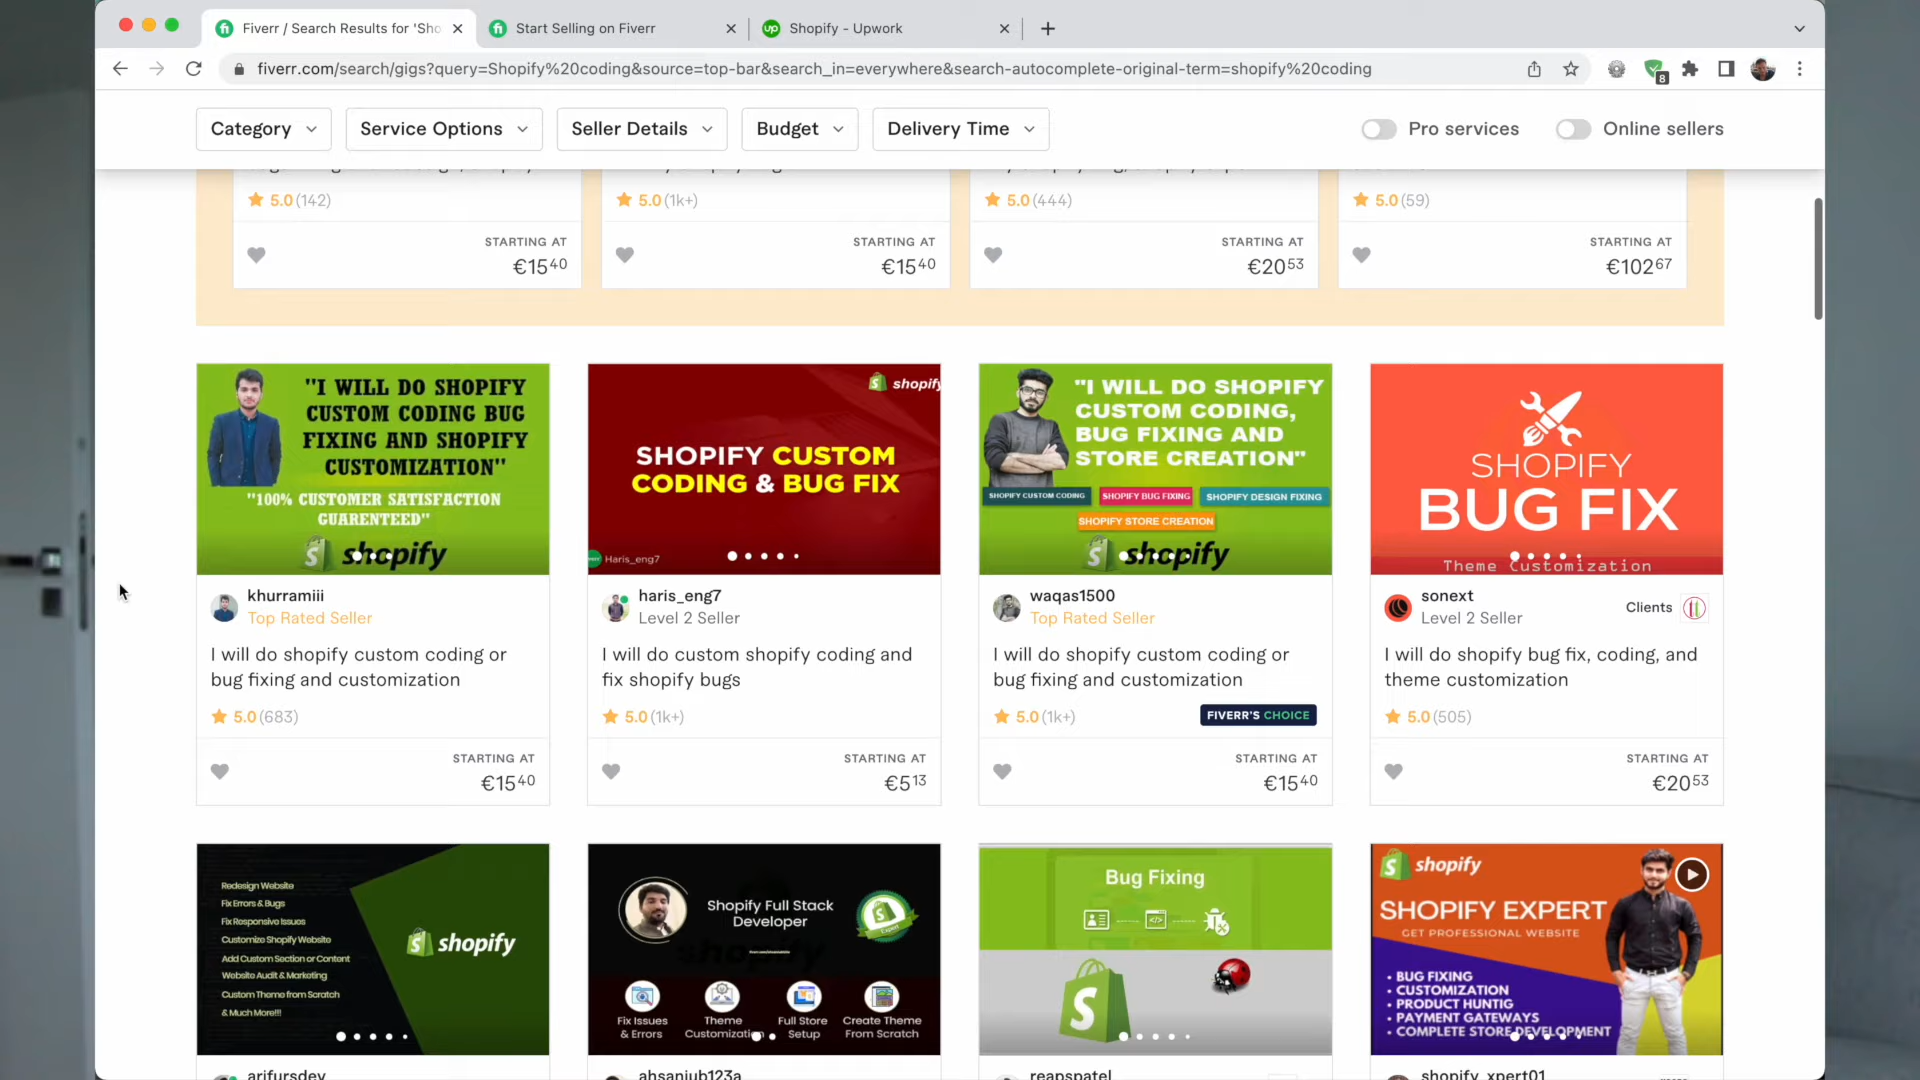 Fiverr / Search Results for 'Sho
Start Selling on Fiverr
Shopify - Upwork
fiverr.com/search/gigs?query=Shopify%20coding&source=top-bar&search_in=everywhere&search-autocomplete-original-term=shopify%20coding
8
Category
Service Options
Seller Details
Budget
Delivery Time
Pro services
Online sellers
5.0 (142)
5.0 (1k+)
5.0 (444)
5.0 (59)
STARTING AT
€15 40
STARTING AT
€15 40
STARTING AT
€20 53
STARTING AT
€102 67
"I WILL DO SHOPIFY
CUSTOM CODING BUG
FIXING AND SHOPIFY
CUSTOMIZATION"
"100% CUSTOMER SATISFACTION
GUARENTEED"
shopify
shopify
SHOPIFY CUSTOM
CODING & BUG FIX
Haris_eng7
"I WILL DO SHOPIFY
CUSTOM CODING,
BUG FIXING AND
STORE CREATION"
SHOPIFY CUSTOM CODING
SHOPIFY BUG FIXING
SHOPIFY DESIGN FIXING
SHOPIFY STORE CREATION
shopify
SHOPIFY
BUG FIX
Theme Customization
khurramiii
Top Rated Seller
I will do shopify custom coding or
bug fixing and customization
5.0 (683)
STARTING AT
€15 40
haris_eng7
Level 2 Seller
I will do custom shopify coding and
fix shopify bugs
5.0 (1k+)
STARTING AT
€5 13
waqas1500
Top Rated Seller
I will do shopify custom coding or
bug fixing and customization
5.0 (1k+)
FIVERR'S CHOICE
STARTING AT
€15 40
sonext
Level 2 Seller
Clients
I will do shopify bug fix, coding, and
theme customization
5.0 (505)
STARTING AT
€20 53
Redesign Website
Fix Errors & Bugs
Fix Responsive Issues
Customize Shopify Website
Add Custom Section or Content
Website Audit & Marketing
Custom Theme from Scratch
& Much More!!!
shopify
Shopify Full Stack
Developer
Expert
Fix Issues
& Errors
Theme
Customization
Full Store
Setup
Create Theme
From Scratch
Bug Fixing
shopify
SHOPIFY EXPERT
GET PROFESSIONAL WEBSITE
• BUG FIXING
• CUSTOMIZATION
• PRODUCT HUNTIG
• PAYMENT GATEWAYS
• COMPLETE STORE DEVELOPMENT
arifursdev
ahsaniub123a
reapspatel
shopify_xpert01